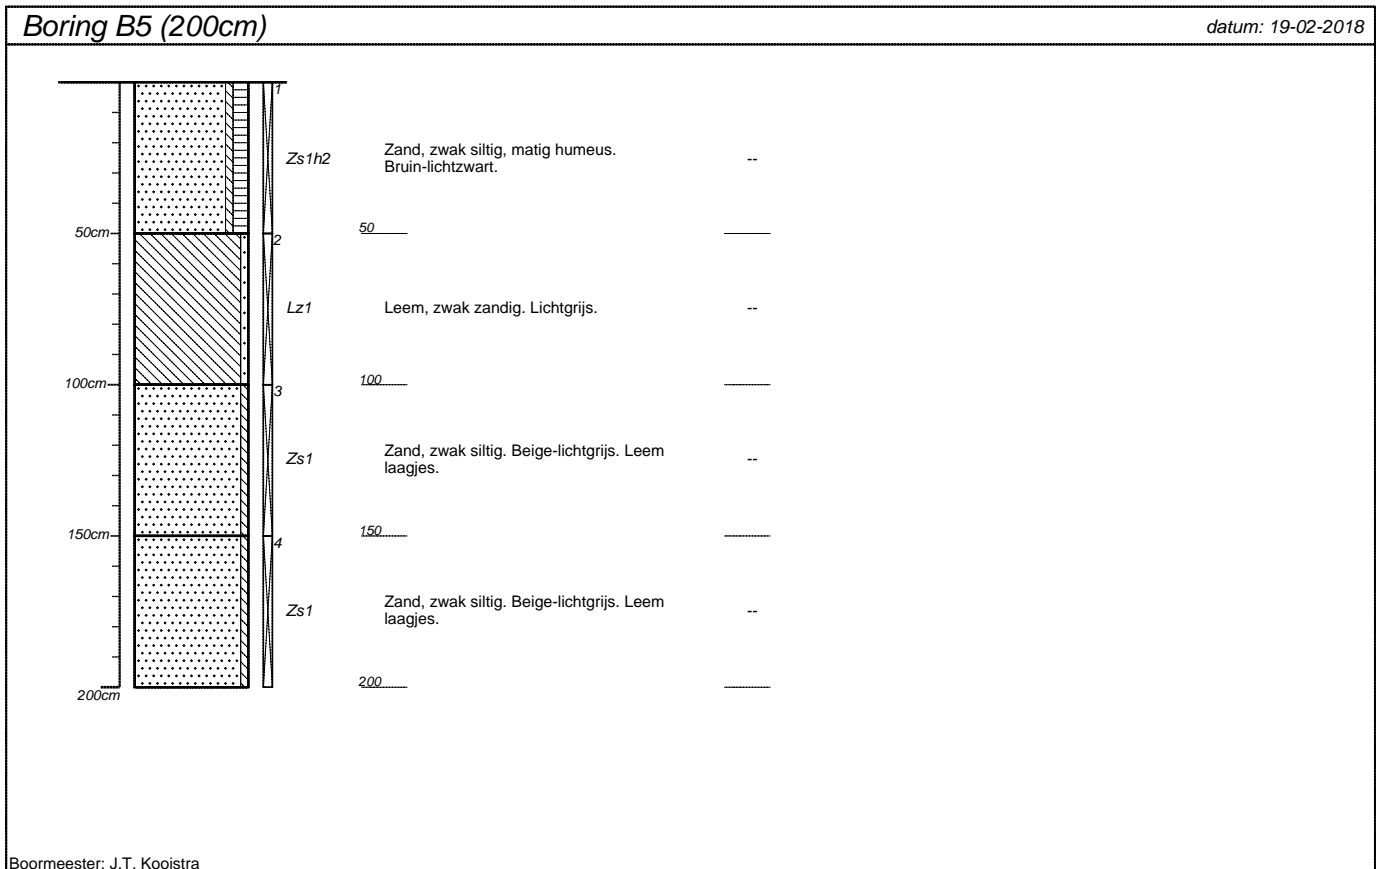 Boring B5 (200cm)
datum: 19-02-2018
1
Zs1h2
Zand, zwak siltig, matig humeus.
Bruin-lichtzwart.
--
50cm
2
50
Lz1
Leem, zwak zandig. Lichtgrijs.
--
100cm
3
100
Zs1
Zand, zwak siltig. Beige-lichtgrijs. Leem
laagjes.
--
150cm
4
150
Zs1
Zand, zwak siltig. Beige-lichtgrijs. Leem
laagjes.
--
200cm
200
Boormeester: J.T. Kooistra